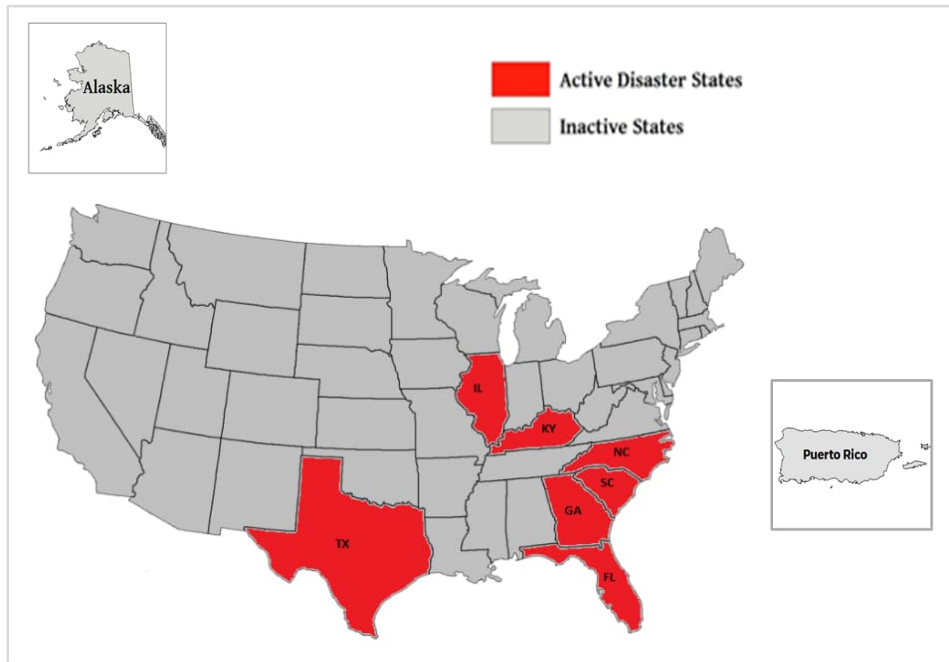 Alaska
Active Disaster States
Inactive States
IL
KY
NC
SC
GA
TX
FL
Puerto Rico